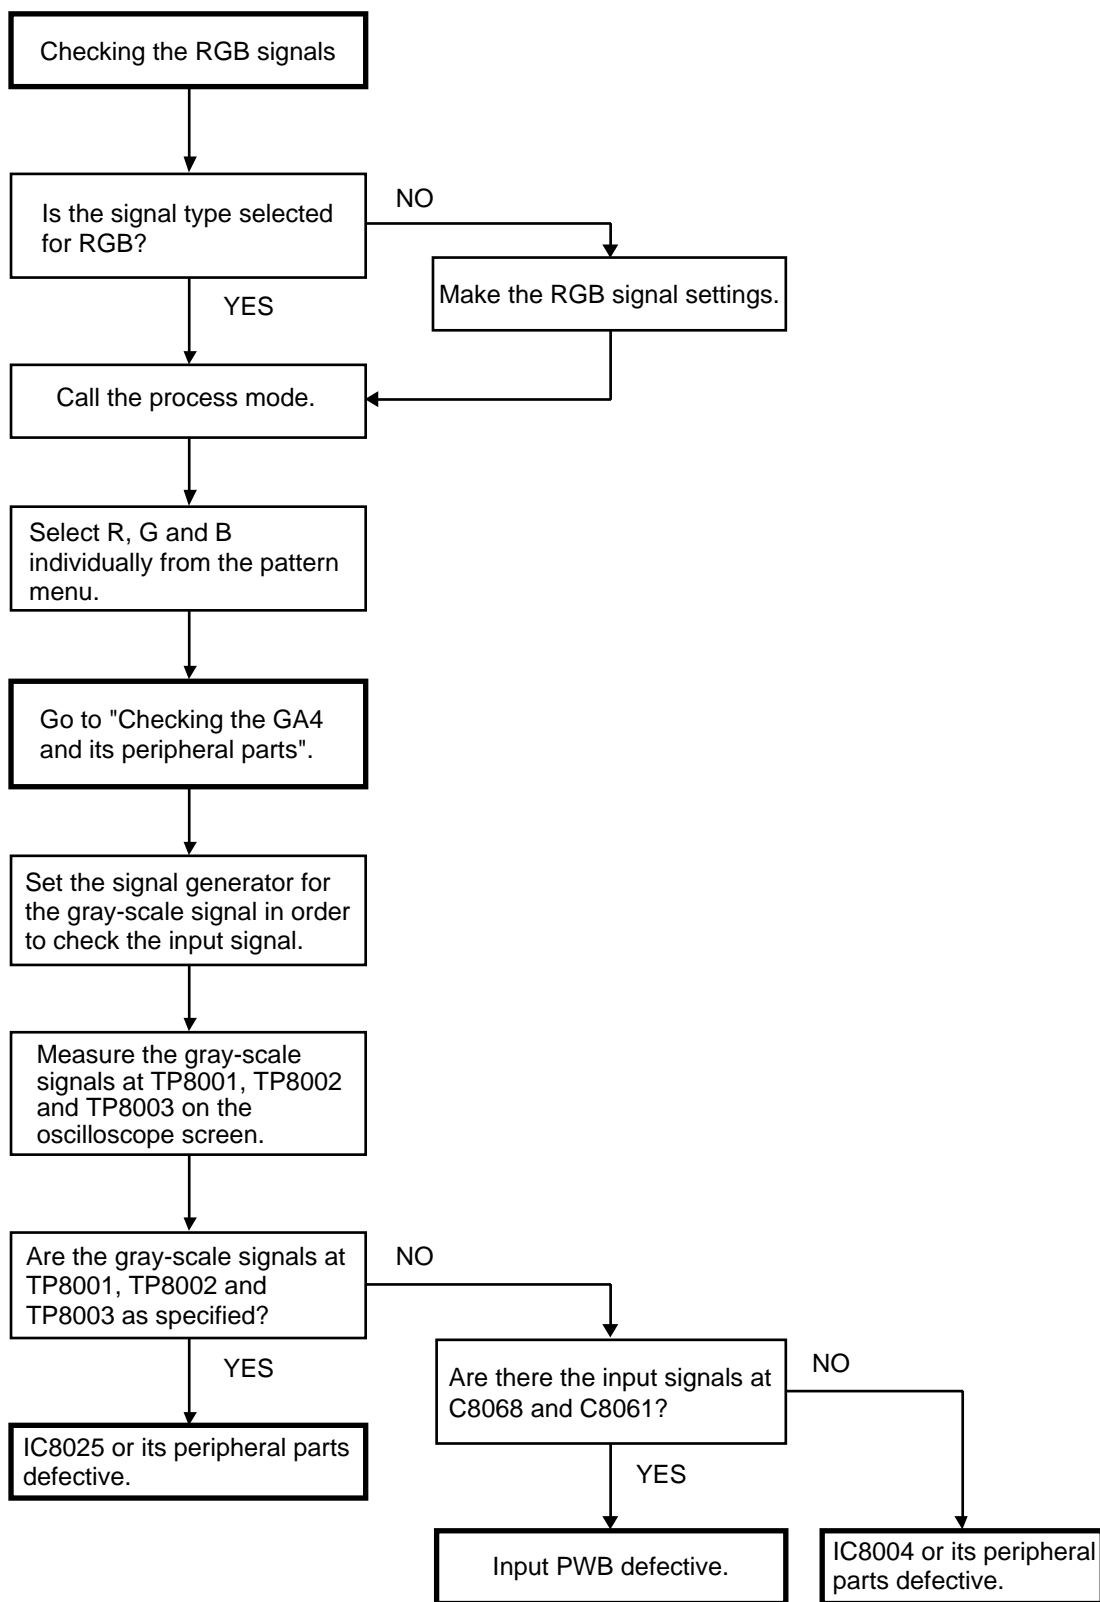 Checking the RGB signals
Is the signal type selected
for RGB?
NO
Make the RGB signal settings.
YES
Call the process mode.
Select R, G and B
individually from the pattern
menu.
Go to "Checking the GA4
and its peripheral parts".
Set the signal generator for
the gray-scale signal in order
to check the input signal.
Measure the gray-scale
signals at TP8001, TP8002
and TP8003 on the
oscilloscope screen.
Are the gray-scale signals at
TP8001, TP8002 and
TP8003 as specified?
NO
YES
Are there the input signals at
C8068 and C8061?
NO
IC8025 or its peripheral parts
defective.
YES
Input PWB defective.
IC8004 or its peripheral
parts defective.